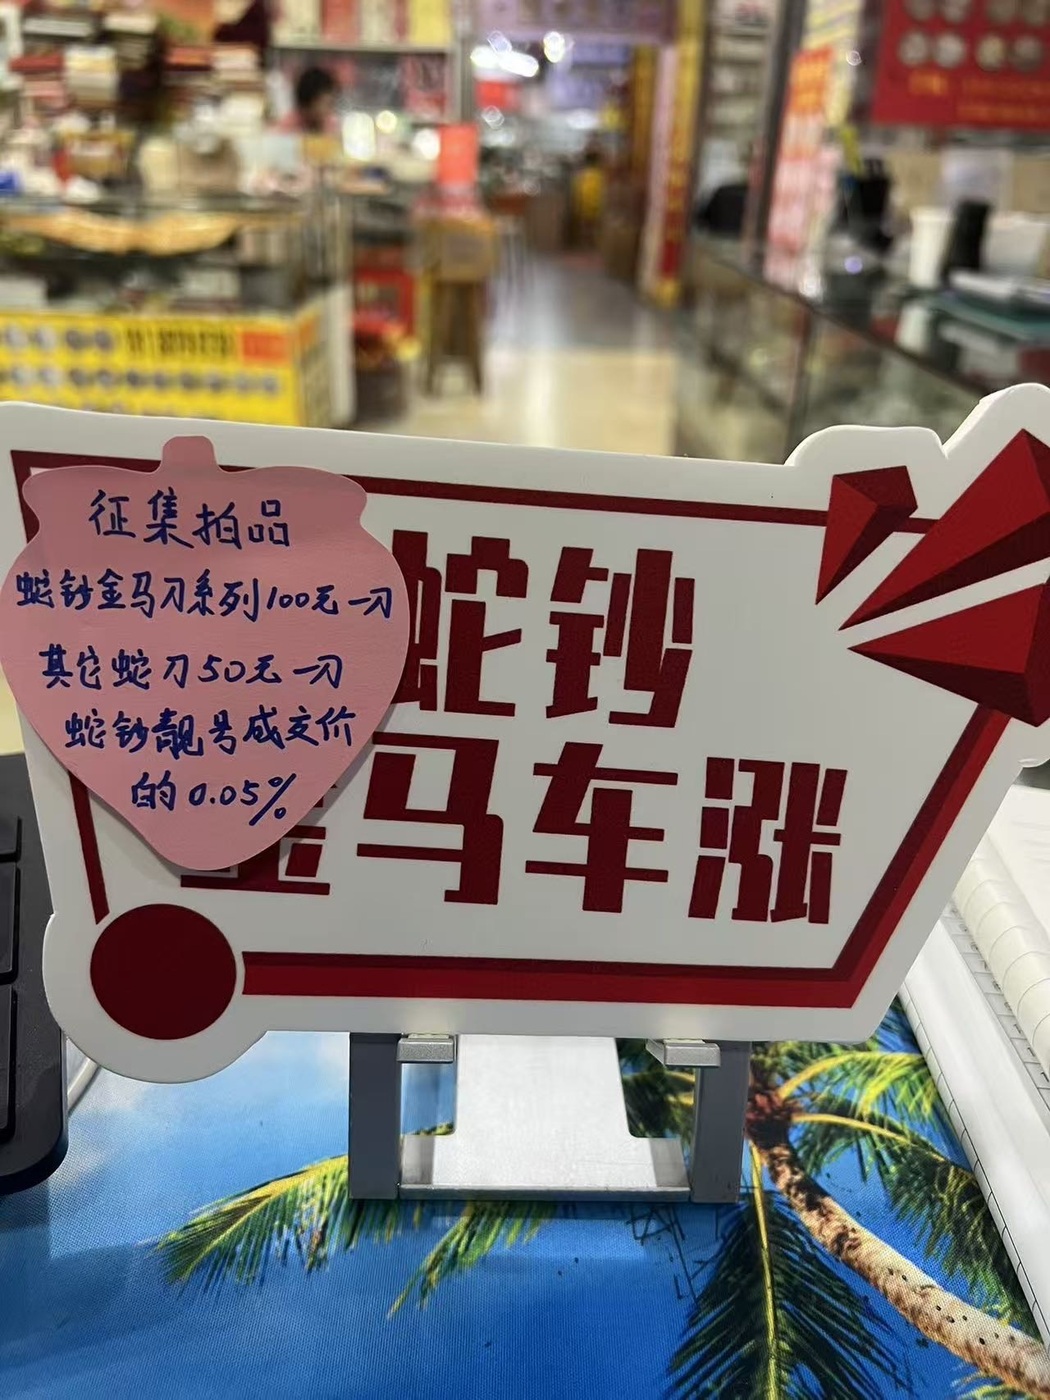 征集拍品
蛇钞金马刀系列100元一刀
其它蛇刀50元一刀
蛇钞靓号成交价
的0.05%
蛇钞
金马车涨